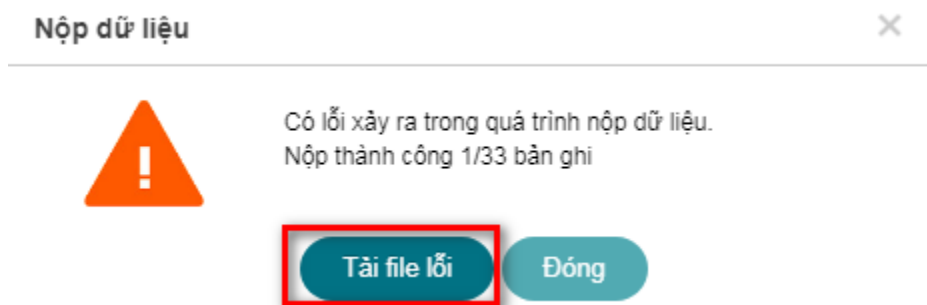 Nộp dữ liệu
Có lỗi xảy ra trong quá trình nộp dữ liệu.
Nộp thành công 1/33 bản ghi
Tải file lỗi Đóng